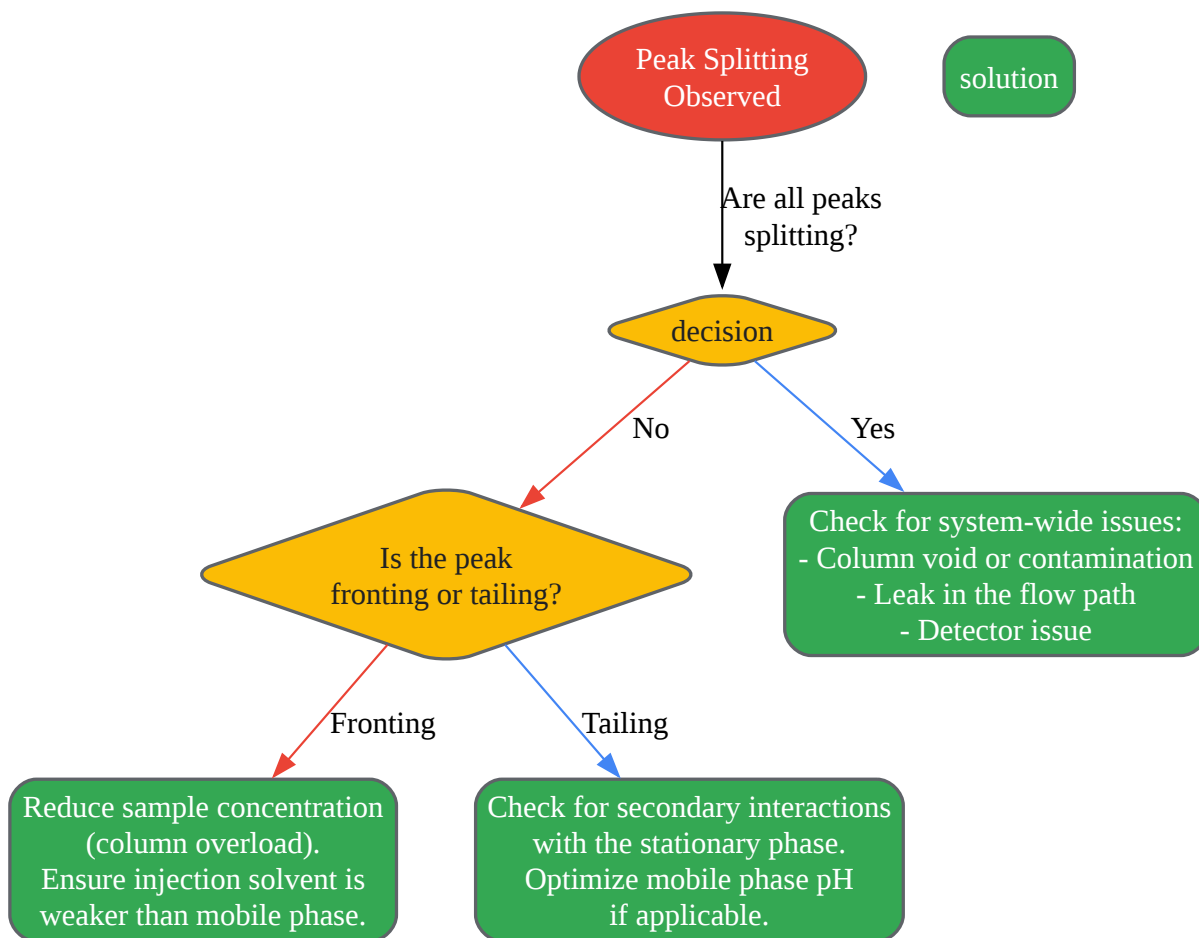 Peak Splitting
Observed
solution
Are all peaks
splitting?
decision
No
Yes
Is the peak
fronting or tailing?
Check for system-wide issues:
- Column void or contamination
- Leak in the flow path
- Detector issue
Fronting
Tailing
Reduce sample concentration
(column overload).
Ensure injection solvent is
weaker than mobile phase.
Check for secondary interactions
with the stationary phase.
Optimize mobile phase pH
if applicable.